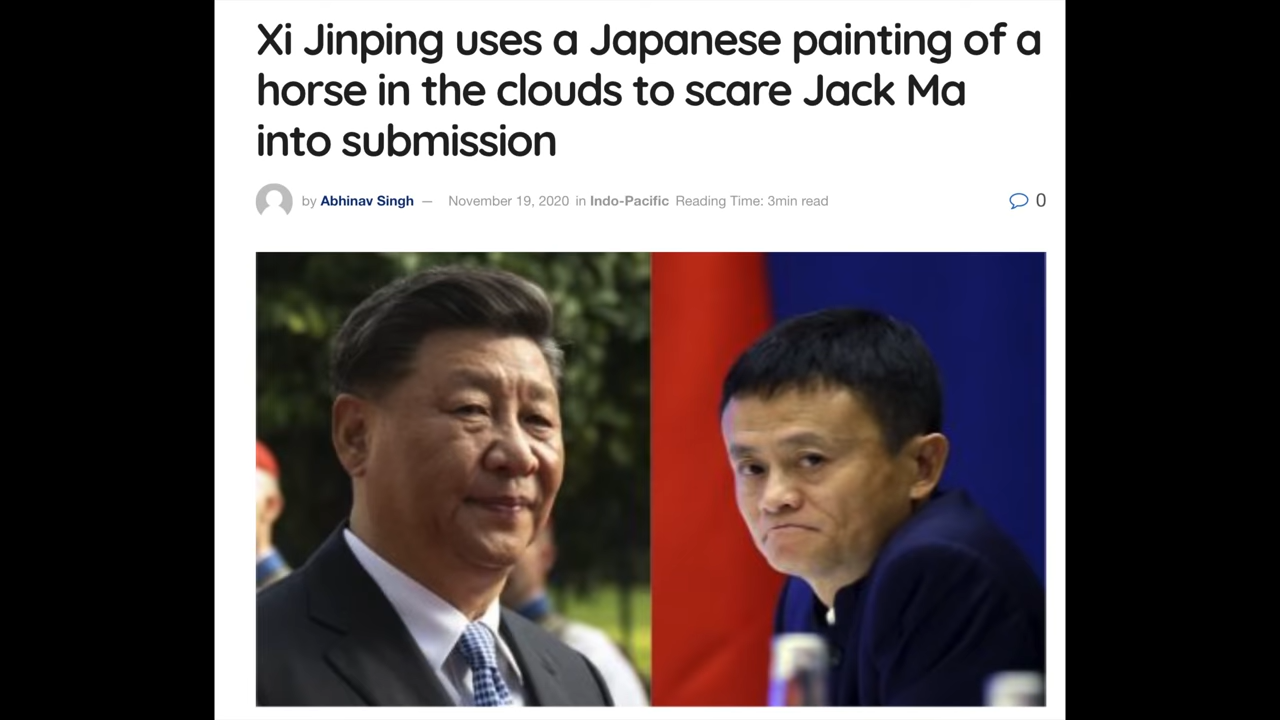 Xi Jinping uses a Japanese painting of a
horse in the clouds to scare Jack Ma
into submission
by Abhinav Singh — November 19, 2020 in Indo-Pacific Reading Time: 3min read 0